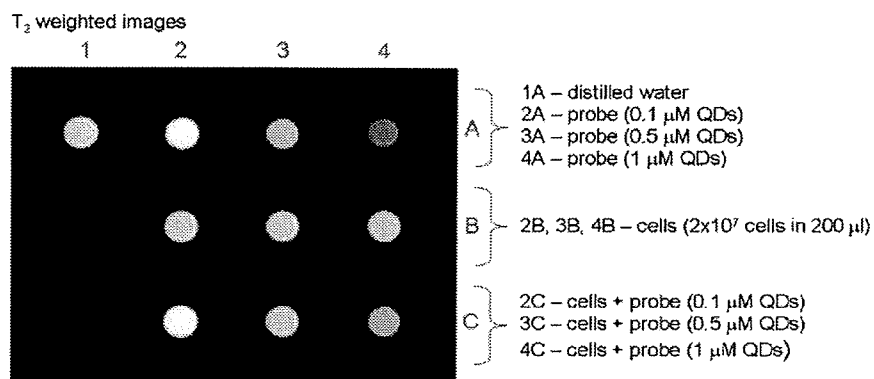 T₂ weighted images
1 2 3 4
A
1A – distilled water
2A – probe (0.1 μM QDs)
3A – probe (0.5 μM QDs)
4A – probe (1 μM QDs)
B
2B, 3B, 4B – cells (2x10⁷ cells in 200 μl)
C
2C – cells + probe (0.1 μM QDs)
3C – cells + probe (0.5 μM QDs)
4C – cells + probe (1 μM QDs)